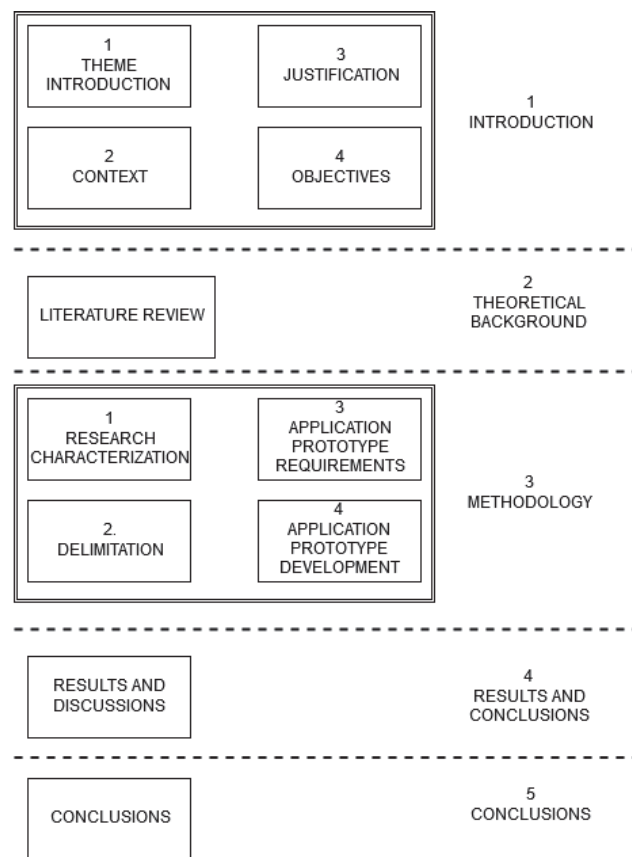 1
THEME
INTRODUCTION
3
JUSTIFICATION
2
CONTEXT
4
OBJECTIVES
1
INTRODUCTION
LITERATURE REVIEW
2
THEORETICAL
BACKGROUND
1
RESEARCH
CHARACTERIZATION
3
APPLICATION
PROTOTYPE
REQUIREMENTS
2.
DELIMITATION
4
APPLICATION
PROTOTYPE
DEVELOPMENT
3
METHODOLOGY
RESULTS AND
DISCUSSIONS
4
RESULTS AND
CONCLUSIONS
CONCLUSIONS
5
CONCLUSIONS